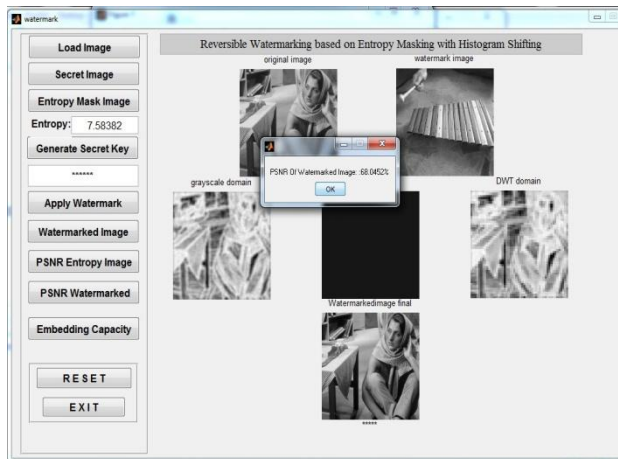 watermark
Load Image
Secret Image
Entropy Mask Image
Entropy: 7.58382
Generate Secret Key
******
Apply Watermark
Watermarked Image
PSNR Entropy Image
PSNR Watermarked
Embedding Capacity
R E S E T
E X I T
Reversible Watermarking based on Entropy Masking with Histogram Shifting
original image
watermark image
PSNR Of Watermarked Image: :68.0452%
OK
grayscale domain
DWT domain
Watermarkedimage final
*****